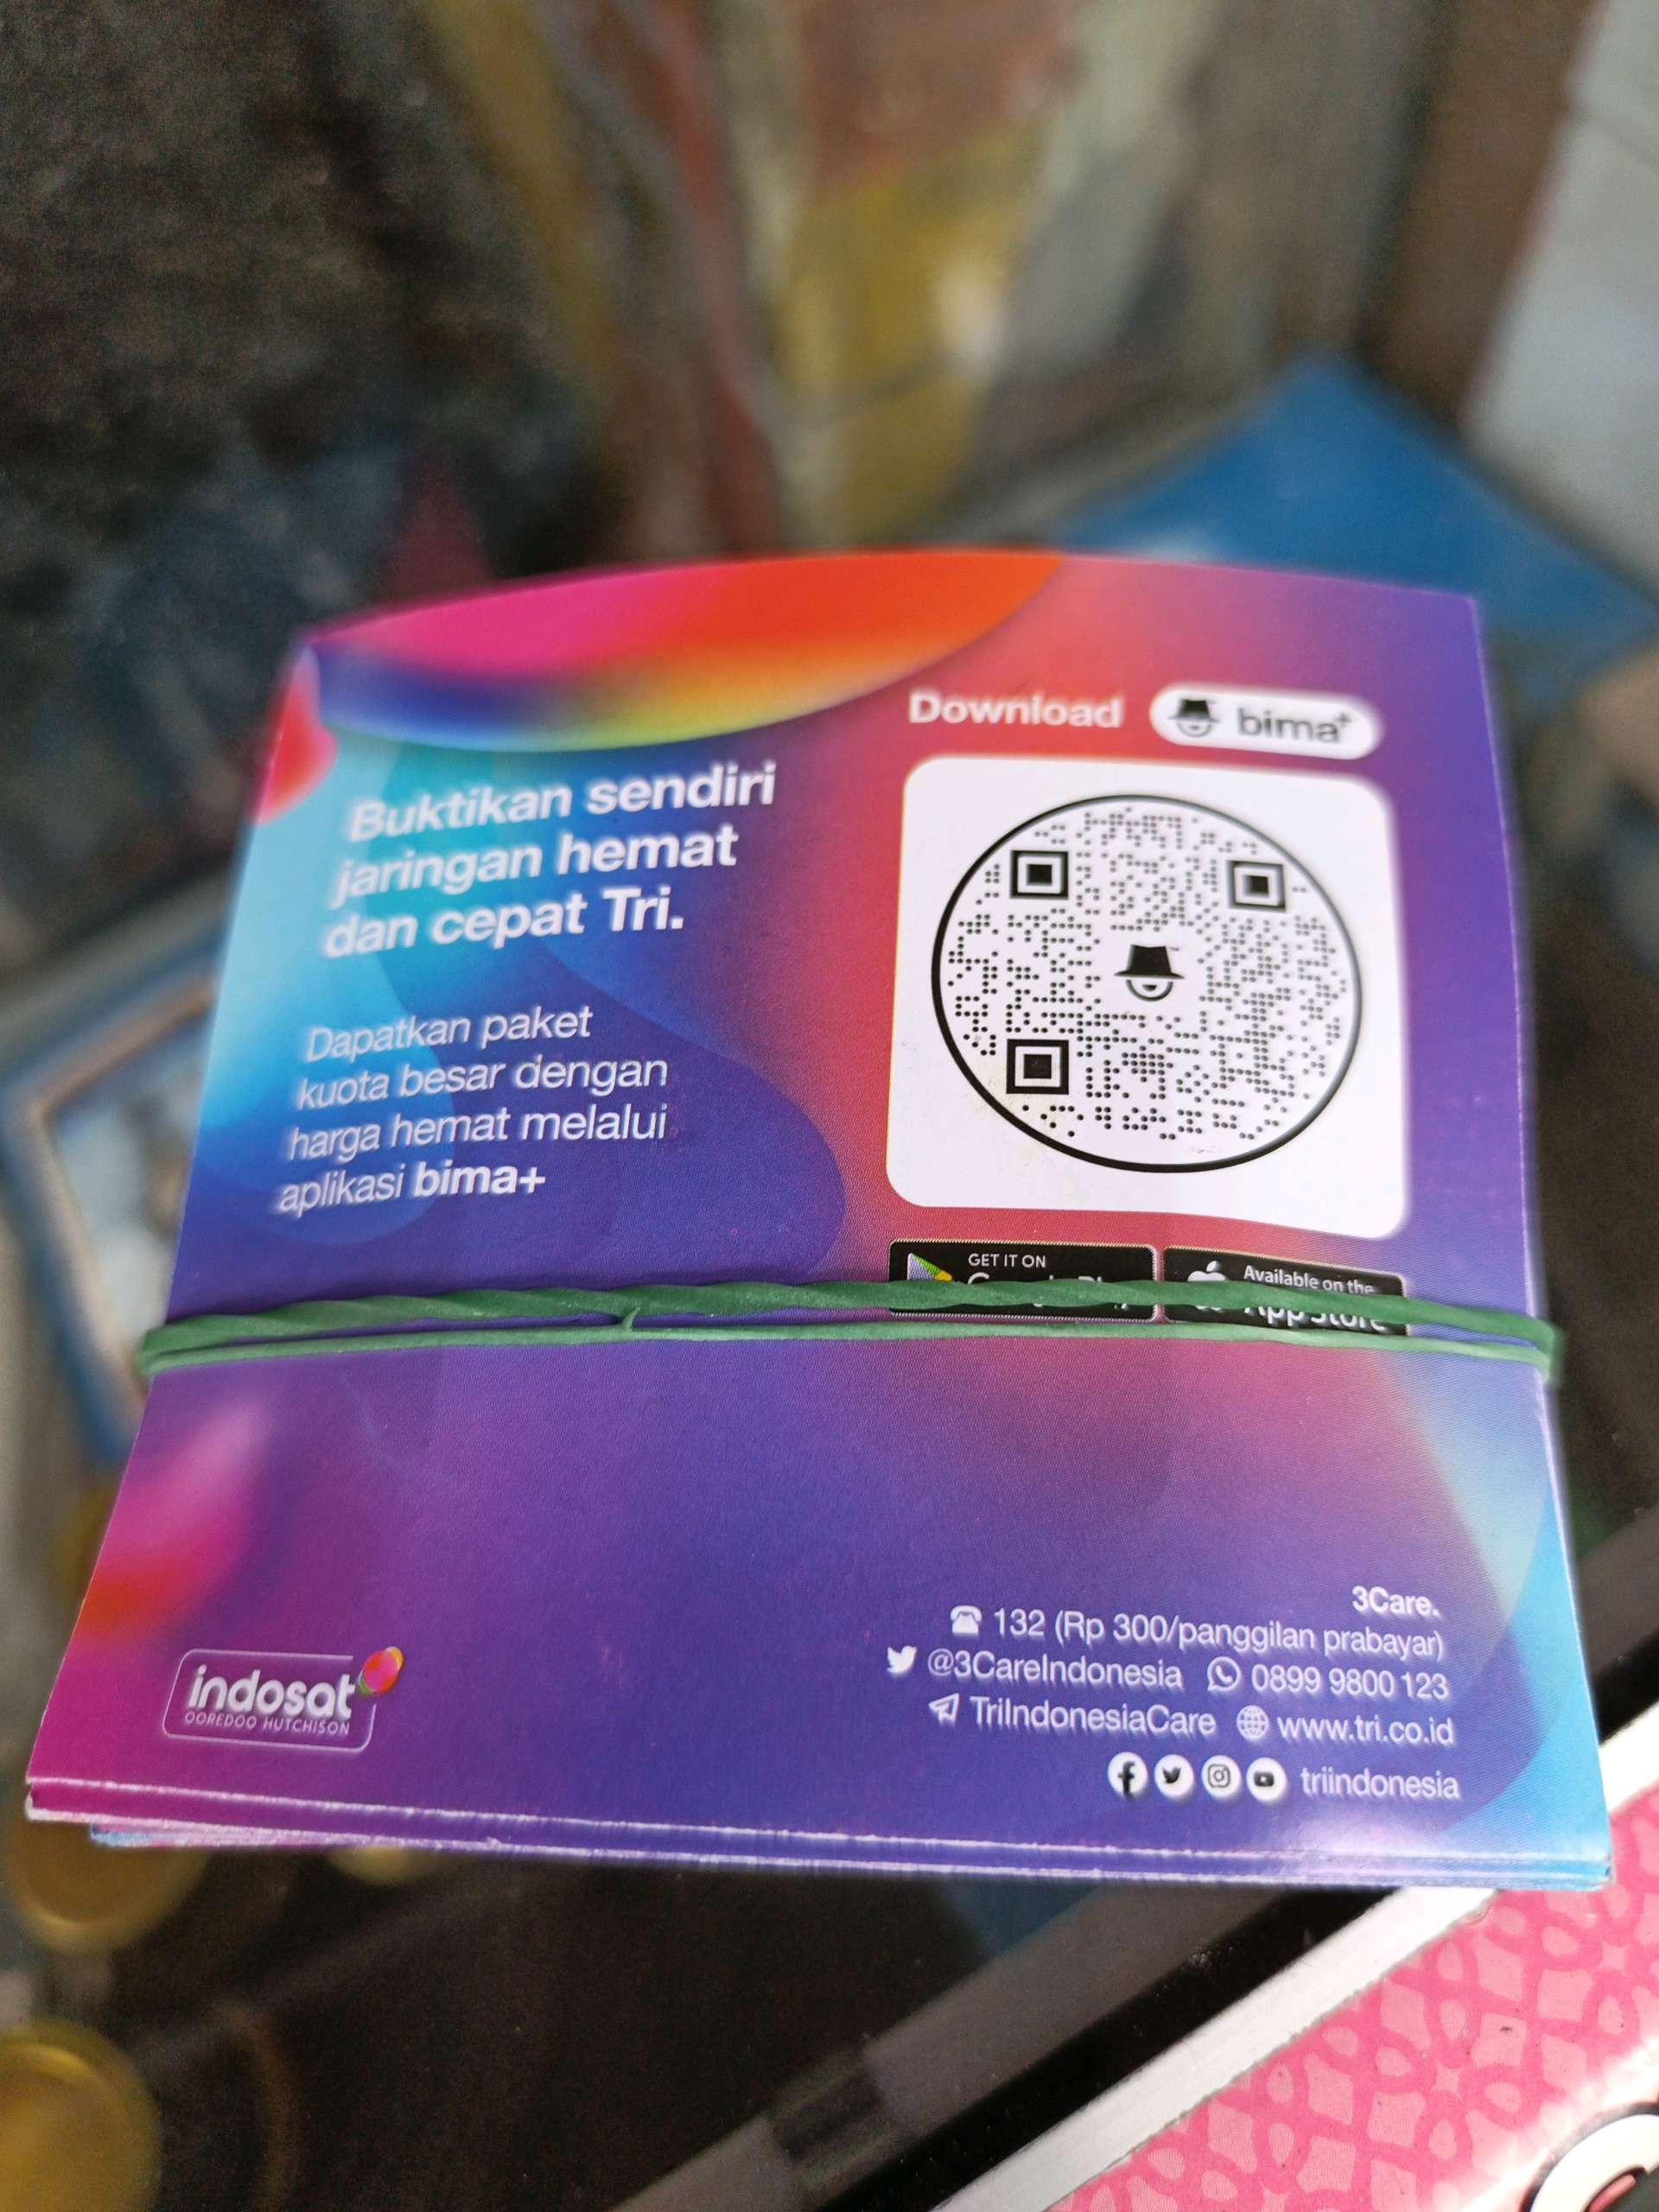 Download bima+
Buktikan sendiri
jaringan hemat
dan cepat Tri.
Dapatkan paket
kuota besar dengan
harga hemat melalui
aplikasi bima+
GET IT ON
Available on the
App Store
3Care.
132 (Rp 300/panggilan prabayar)
@3CareIndonesia 0899 9800 123
TriIndonesiaCare www.tri.co.id
triindonesia
indosat
OOREDOO HUTCHISON